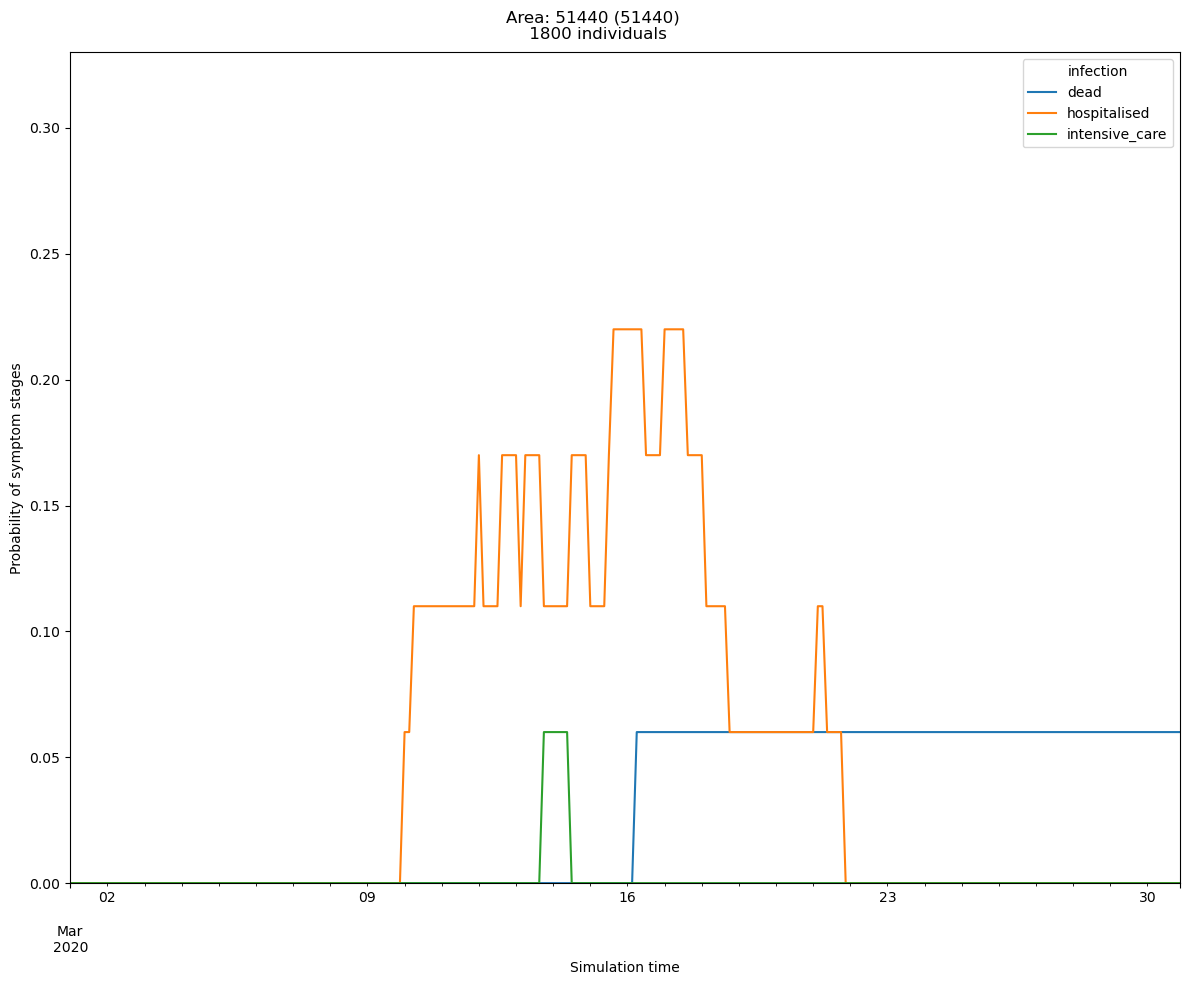 Area: 51440 (51440)
1800 individuals
infection
dead
hospitalised
intensive_care
0.30
0.25
0.20
0.15
0.10
0.05
0.00
Probability of symptom stages
02 09 16 23 30
Mar
2020
Simulation time